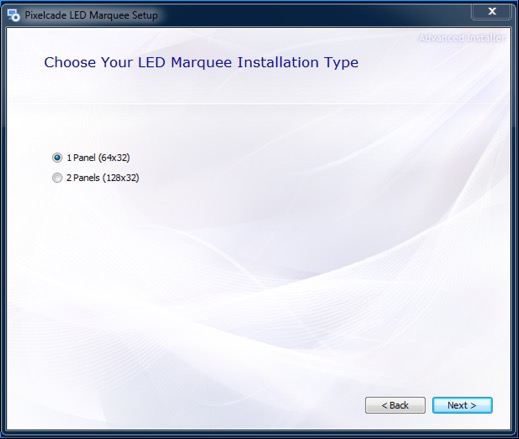 Pixelcade LED Marquee Setup
Advanced Installer
Choose Your LED Marquee Installation Type
1 Panel (64x32)
2 Panels (128x32)
< Back
Next >